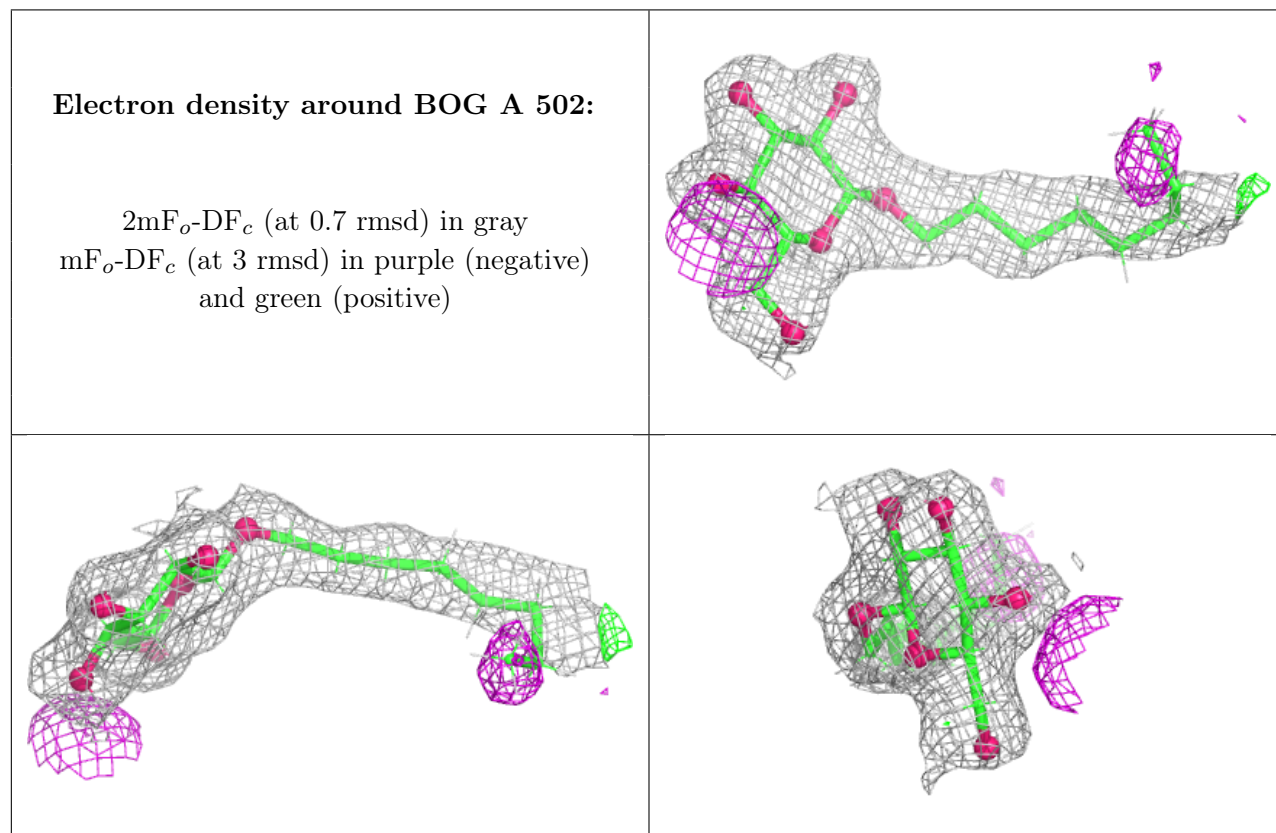 Electron density around BOG A 502:
2mFo-DFc (at 0.7 rmsd) in gray
mFo-DFc (at 3 rmsd) in purple (negative)
and green (positive)